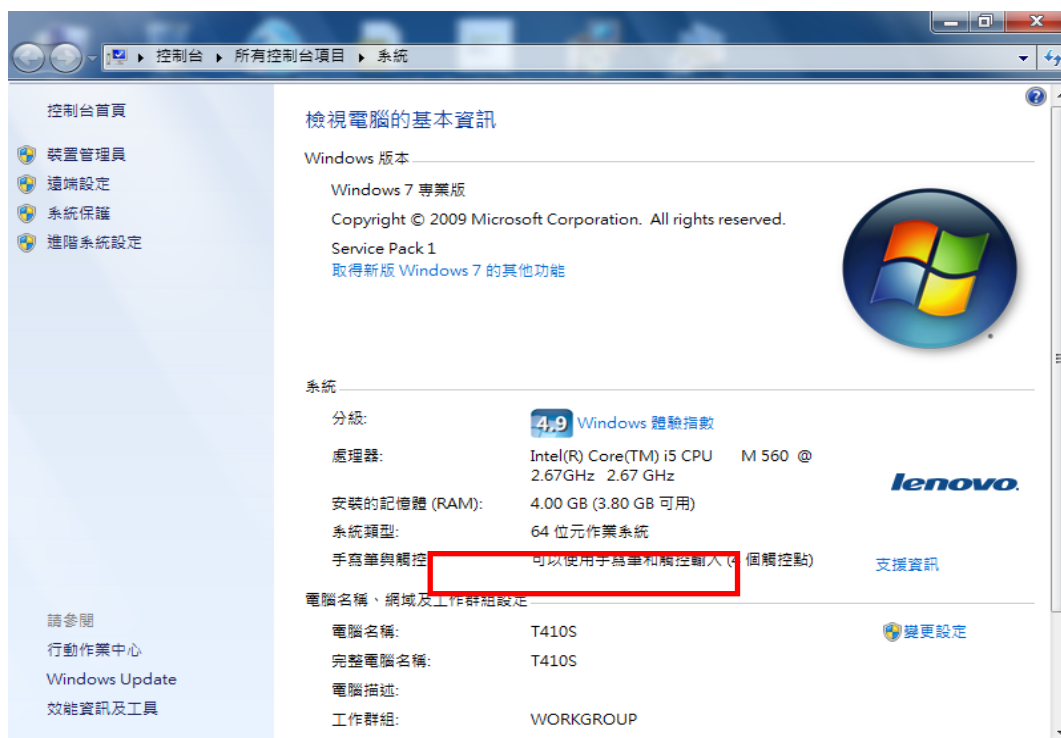 控制台 ▸ 所有控制台項目 ▸ 系統
控制台首頁
裝置管理員
遠端設定
系統保護
進階系統設定
請參閱
行動作業中心
Windows Update
效能資訊及工具
檢視電腦的基本資訊
Windows 版本
Windows 7 專業版
Copyright © 2009 Microsoft Corporation. All rights reserved.
Service Pack 1
取得新版 Windows 7 的其他功能
系統
分級: 4.9 Windows 體驗指數
處理器: Intel(R) Core(TM) i5 CPU M 560 @
2.67GHz 2.67 GHz
lenovo.
安裝的記憶體 (RAM): 4.00 GB (3.80 GB 可用)
系統類型: 64 位元作業系統
手寫筆與觸控 可以使用手寫筆和觸控輸入 (4 個觸控點)
支援資訊
電腦名稱、網域及工作群組設定
電腦名稱: T410S
變更設定
完整電腦名稱: T410S
電腦描述:
工作群組: WORKGROUP